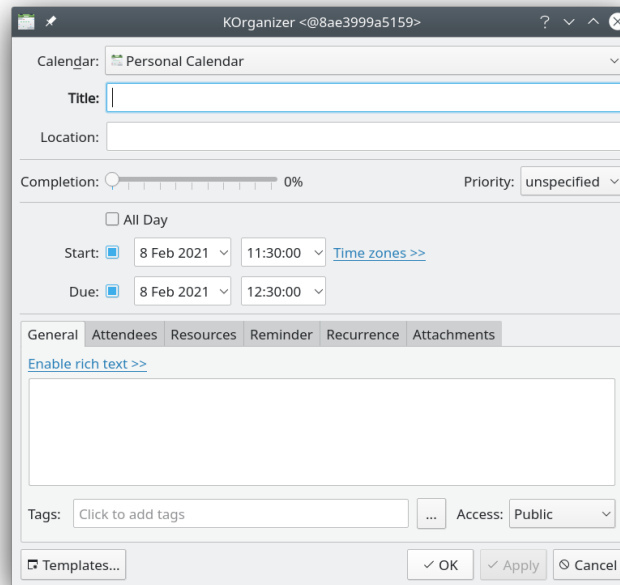 KOrganizer <@8ae3999a5159>
Calendar: Personal Calendar
Title:
Location:
Completion: 0% Priority: unspecified
All Day
Start: 8 Feb 2021 11:30:00 Time zones >>
Due: 8 Feb 2021 12:30:00
General Attendees Resources Reminder Recurrence Attachments
Enable rich text >>
Tags: Click to add tags ... Access: Public
Templates... OK Apply Cancel